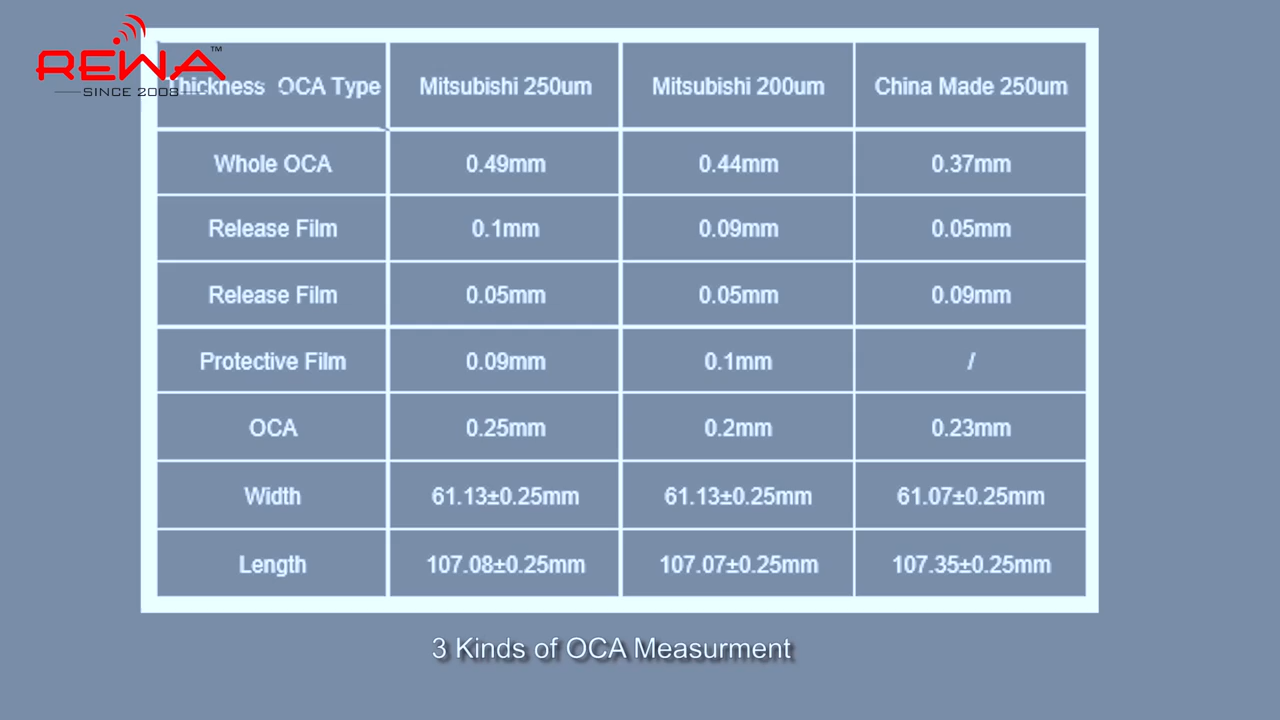 REWA™
SINCE 2008
Thickness OCA Type Mitsubishi 250um Mitsubishi 200um China Made 250um
Whole OCA 0.49mm 0.44mm 0.37mm
Release Film 0.1mm 0.09mm 0.05mm
Release Film 0.05mm 0.05mm 0.09mm
Protective Film 0.09mm 0.1mm /
OCA 0.25mm 0.2mm 0.23mm
Width 61.13±0.25mm 61.13±0.25mm 61.07±0.25mm
Length 107.08±0.25mm 107.07±0.25mm 107.35±0.25mm
3 Kinds of OCA Measurment